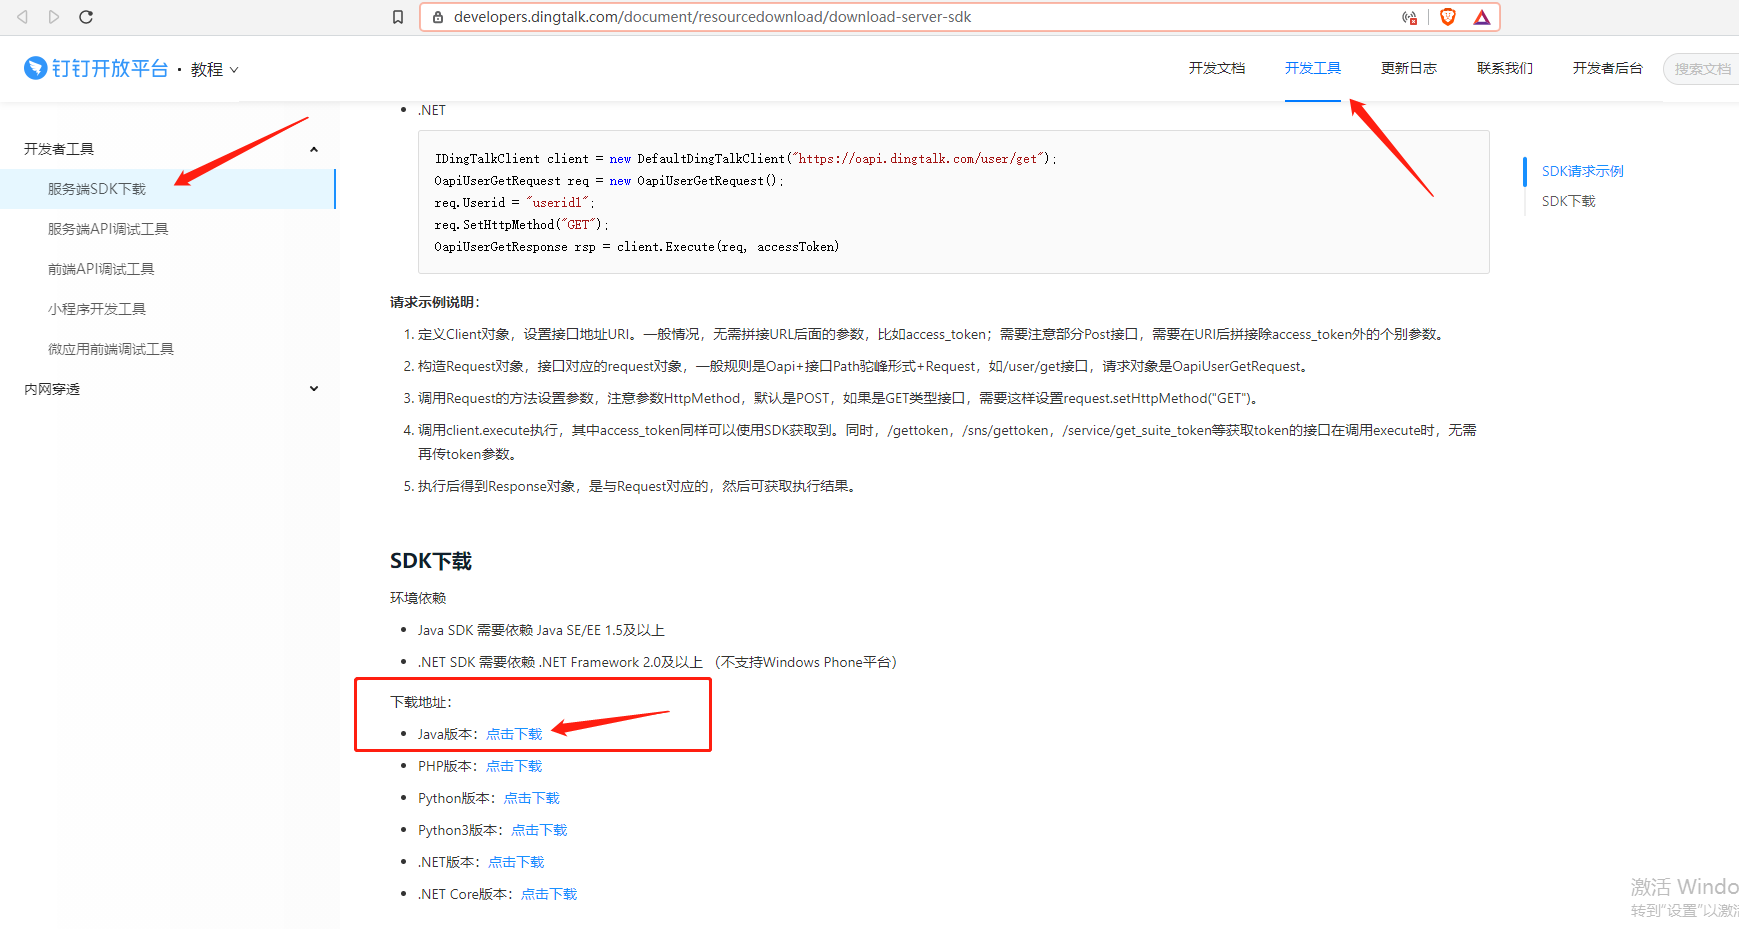 developers.dingtalk.com/document/resourcedownload/download-server-sdk
钉钉开放平台 · 教程
开发文档
开发工具
更新日志
联系我们
开发者后台
搜索文档
开发者工具
服务端SDK下载
服务端API调试工具
前端API调试工具
小程序开发工具
微应用前端调试工具
内网穿透
• .NET
IDingTalkClient client = new DefaultDingTalkClient("https://oapi.dingtalk.com/user/get");
OapiUserGetRequest req = new OapiUserGetRequest();
req.Userid = "userid1";
req.SetHttpMethod("GET");
OapiUserGetResponse rsp = client.Execute(req, accessToken)
请求示例说明：
1. 定义Client对象，设置接口地址URI。一般情况，无需拼接URL后面的参数，比如access_token；需要注意部分Post接口，需要在URI后拼接除access_token外的个别参数。
2. 构造Request对象，接口对应的request对象，一般规则是Oapi+接口Path驼峰形式+Request，如/user/get接口，请求对象是OapiUserGetRequest。
3. 调用Request的方法设置参数，注意参数HttpMethod，默认是POST，如果是GET类型接口，需要这样设置request.setHttpMethod("GET")。
4. 调用client.execute执行，其中access_token同样可以使用SDK获取到。同时，/gettoken，/sns/gettoken，/service/get_suite_token等获取token的接口在调用execute时，无需
再传token参数。
5. 执行后得到Response对象，是与Request对应的，然后可获取执行结果。
SDK下载
环境依赖
• Java SDK 需要依赖 Java SE/EE 1.5及以上
• .NET SDK 需要依赖 .NET Framework 2.0及以上 （不支持Windows Phone平台）
下载地址：
• Java版本：点击下载
• PHP版本：点击下载
• Python版本：点击下载
• Python3版本：点击下载
• .NET版本：点击下载
• .NET Core版本：点击下载
SDK请求示例
SDK下载
激活 Windo
转到"设置"以激活